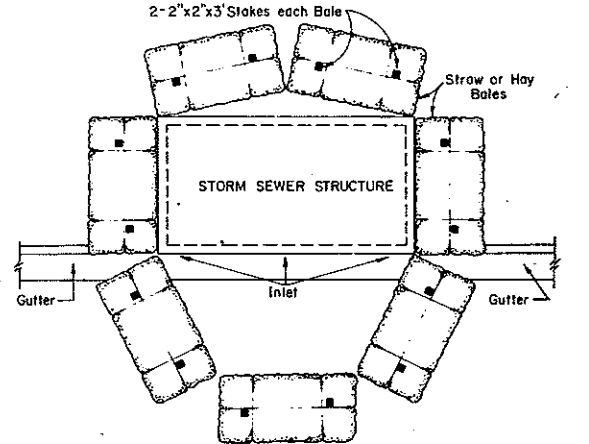 2-2"x2"x3' Stakes each Bale
Straw or Hay
Bales
STORM SEWER STRUCTURE
Gutter
Inlet
Gutter